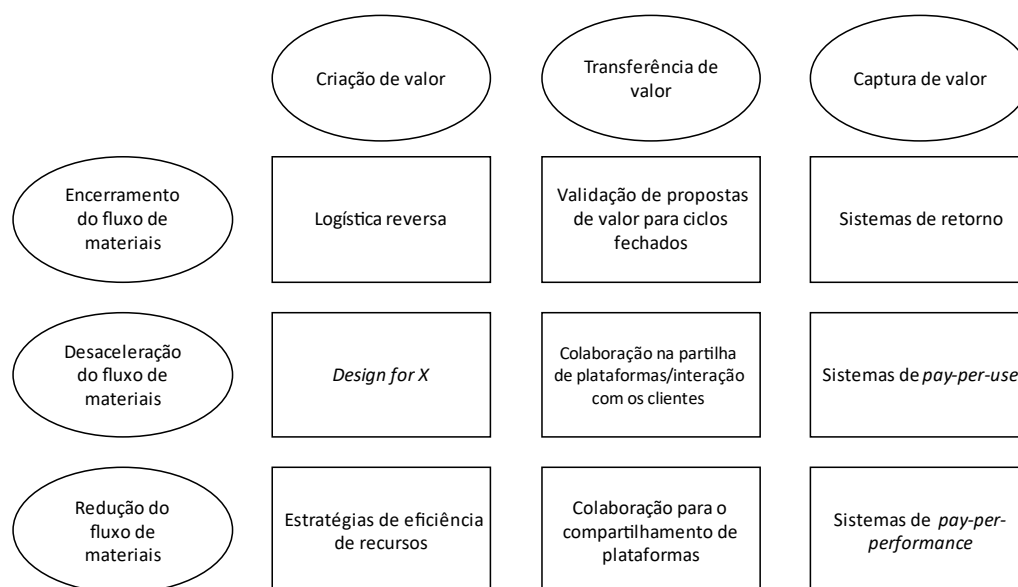 Criação de valor
Transferência de
valor
Captura de valor
Encerramento
do fluxo de
materiais
Logística reversa
Validação de propostas
de valor para ciclos
fechados
Sistemas de retorno
Desaceleração
do fluxo de
materiais
Design for X
Colaboração na partilha
de plataformas/interação
com os clientes
Sistemas de pay-per-use
Redução do
fluxo de
materiais
Estratégias de eficiência
de recursos
Colaboração para o
compartilhamento de
plataformas
Sistemas de pay-per-
performance